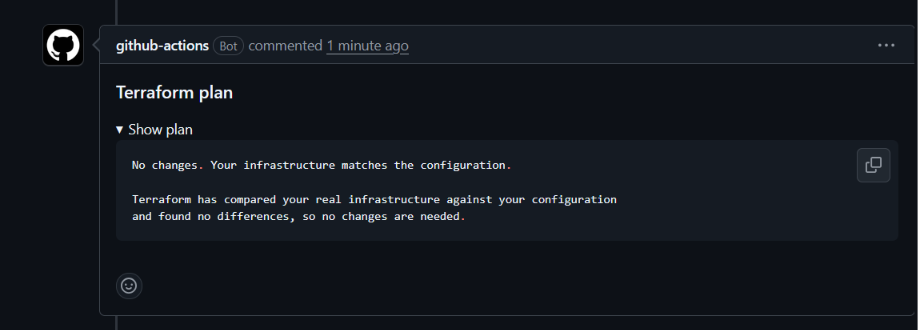 github-actions Bot commented 1 minute ago
Terraform plan
Show plan
No changes. Your infrastructure matches the configuration.
Terraform has compared your real infrastructure against your configuration
and found no differences, so no changes are needed.